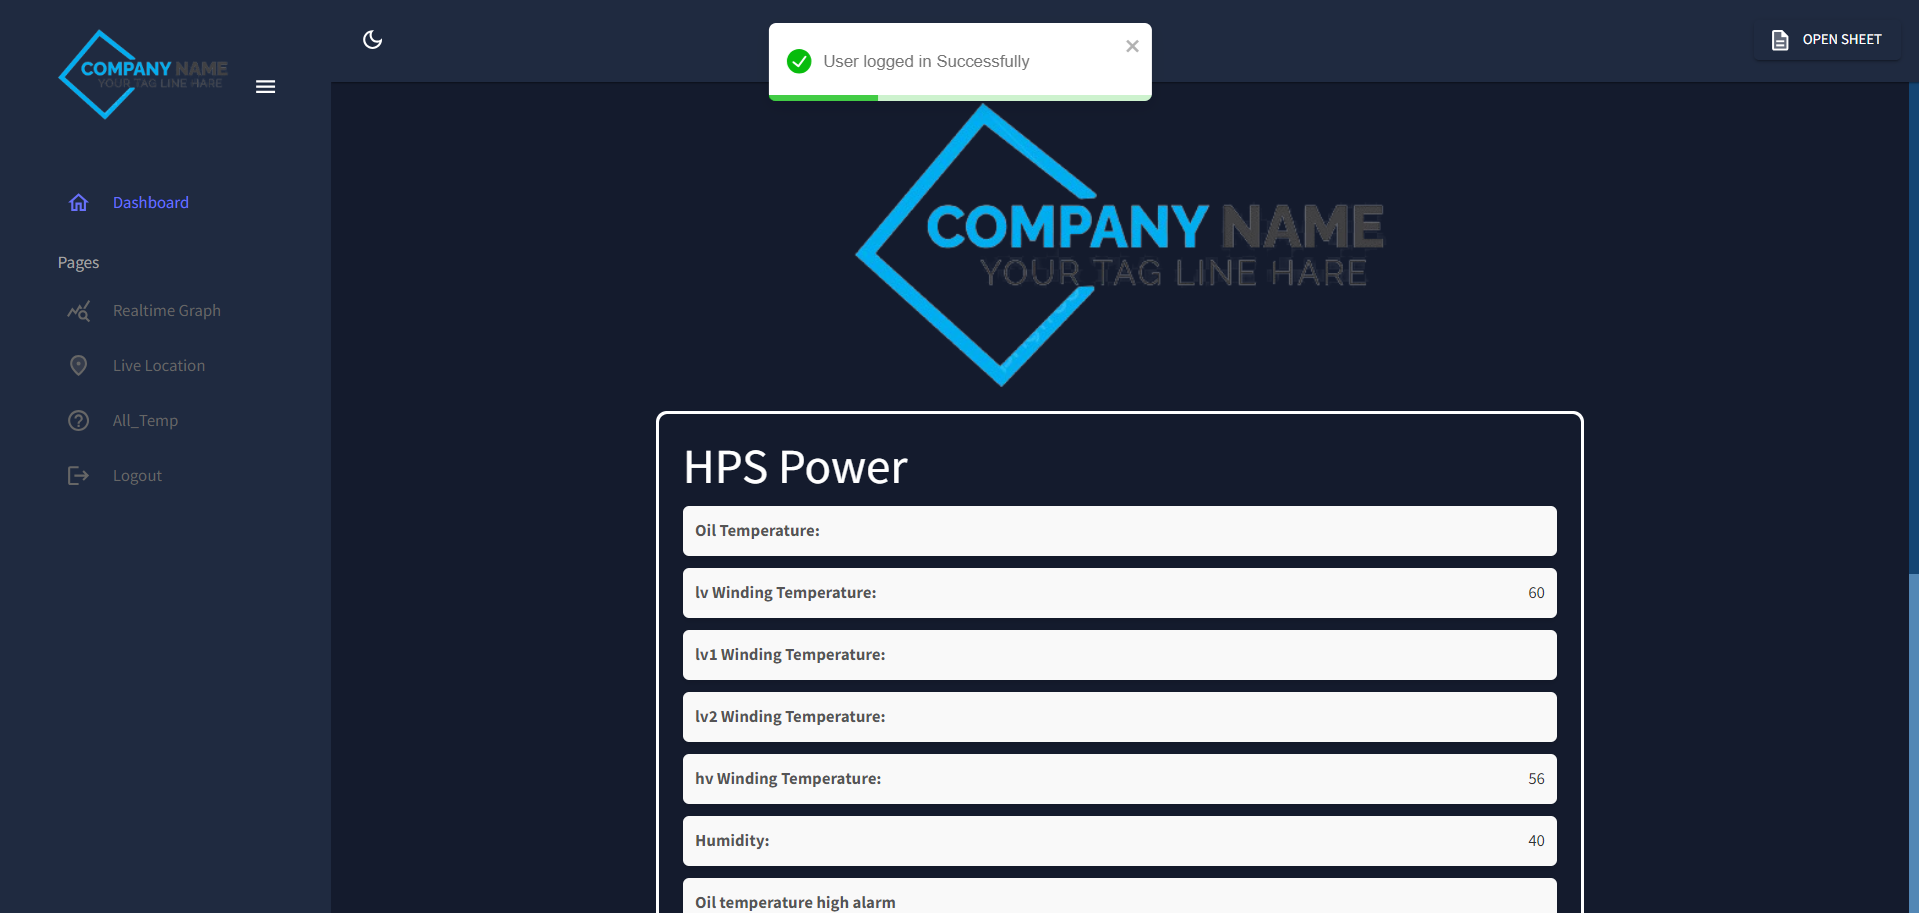 COMPANY NAME
YOUR TAG LINE HARE
User logged in Successfully
OPEN SHEET
Dashboard
Pages
Realtime Graph
Live Location
All_Temp
Logout
COMPANY NAME
YOUR TAG LINE HARE
HPS Power
Oil Temperature:
lv Winding Temperature: 60
lv1 Winding Temperature:
lv2 Winding Temperature:
hv Winding Temperature: 56
Humidity: 40
Oil temperature high alarm